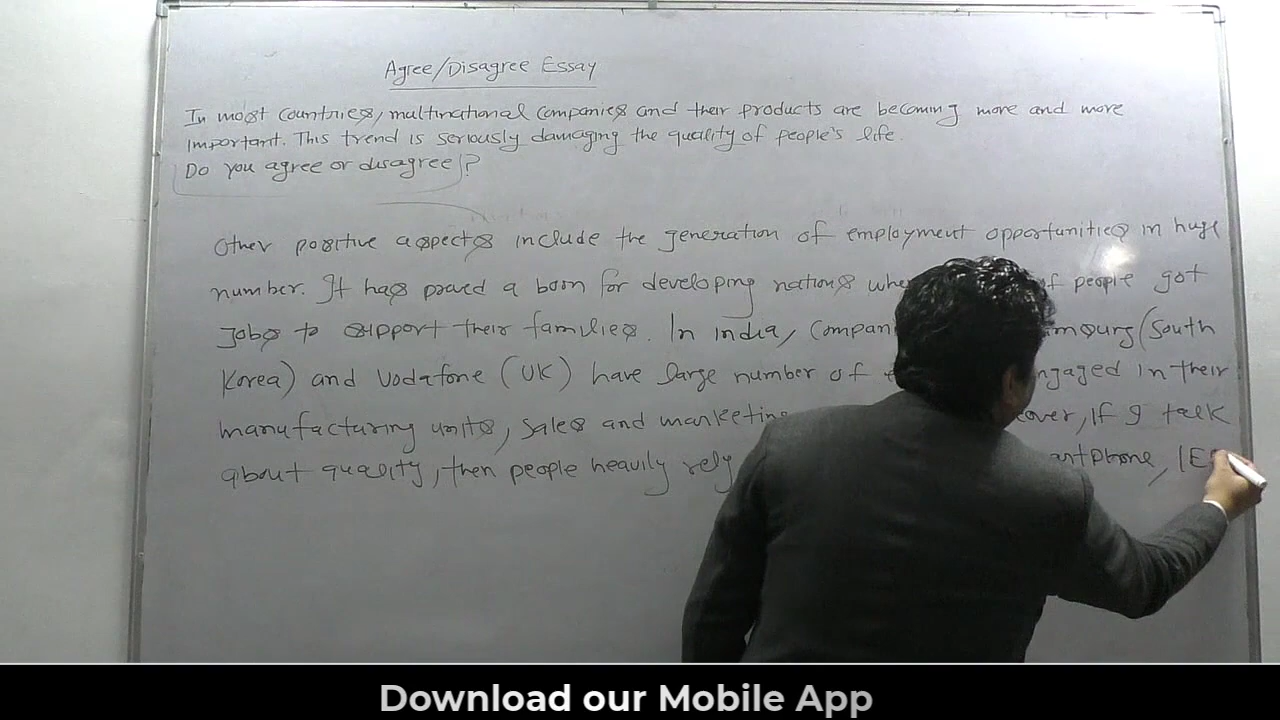 Agree/Disagree Essay
In most countries, multinational companies and their products are becoming more and more
important. This trend is seriously damaging the quality of people's life.
Do you agree or disagree?
Other positive aspects include the generation of employment opportunities in huge
number. It has proved a boon for developing nations people got
jobs to support their families. In India, (South
Korea) and Vodafone (UK) have large number of in their
manufacturing units, sales and marketing if I talk
about quality, then people heavily rely
Download our Mobile App